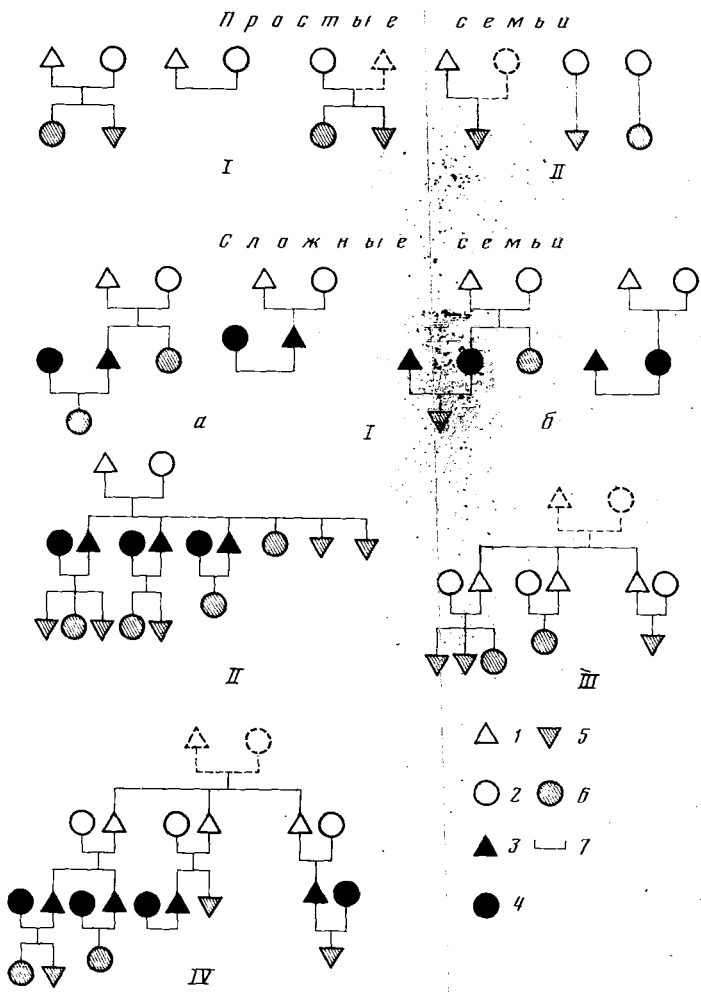 Простые семьи
I II
Сложные семьи
а I б
II III
1 5
2 6
3 7
4
IV